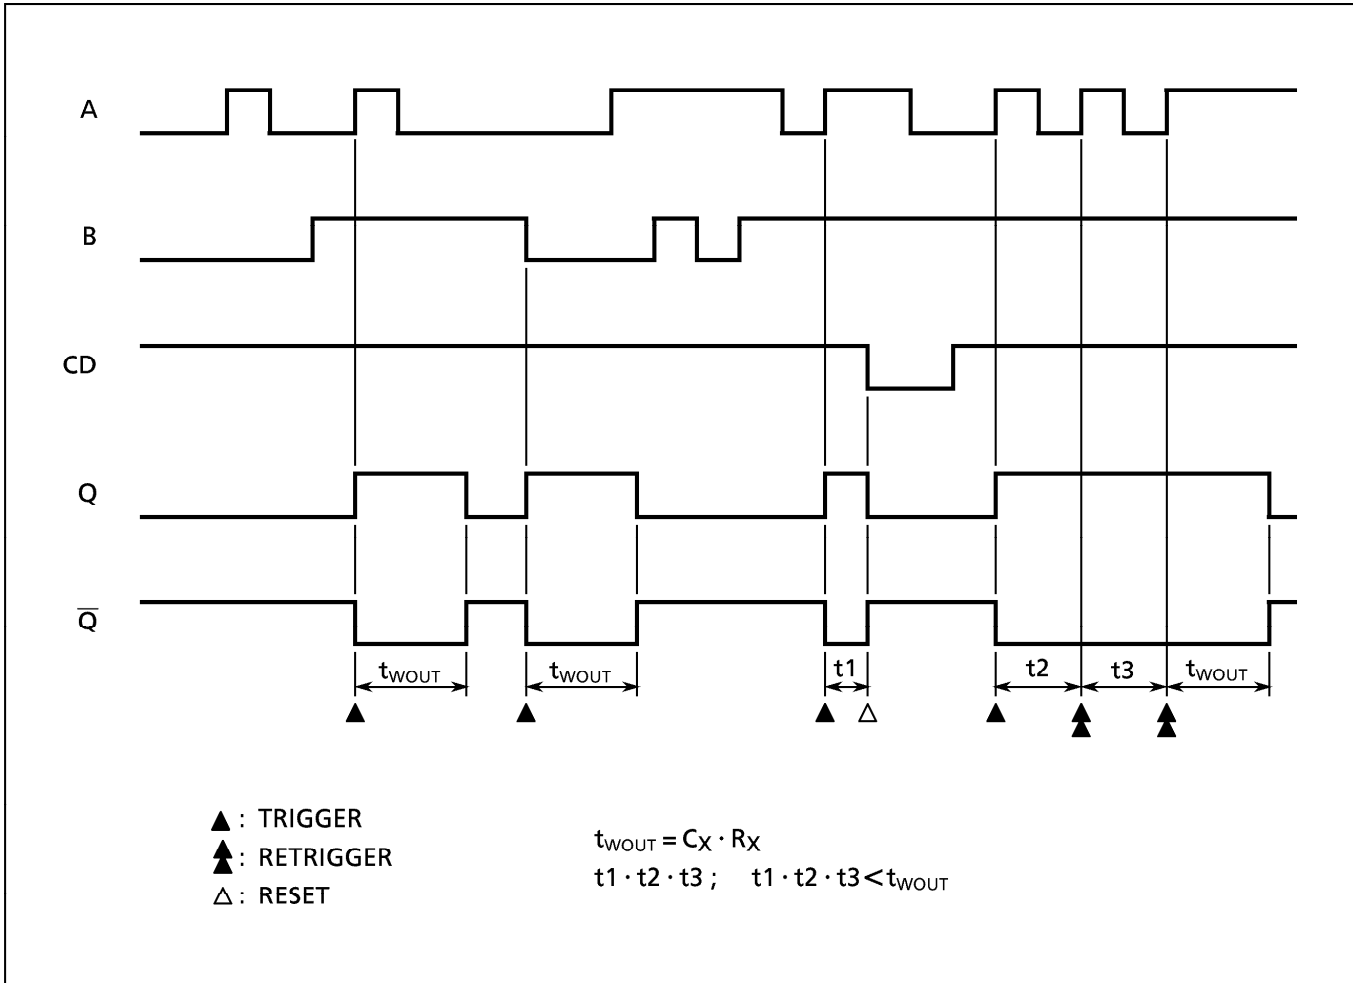 A
B
CD
Q
Q̅
tWOUT tWOUT t1 t2 t3 tWOUT
▲ : TRIGGER
: RETRIGGER
△ : RESET
tWOUT = CX · RX
t1 · t2 · t3 ; t1 · t2 · t3 < tWOUT